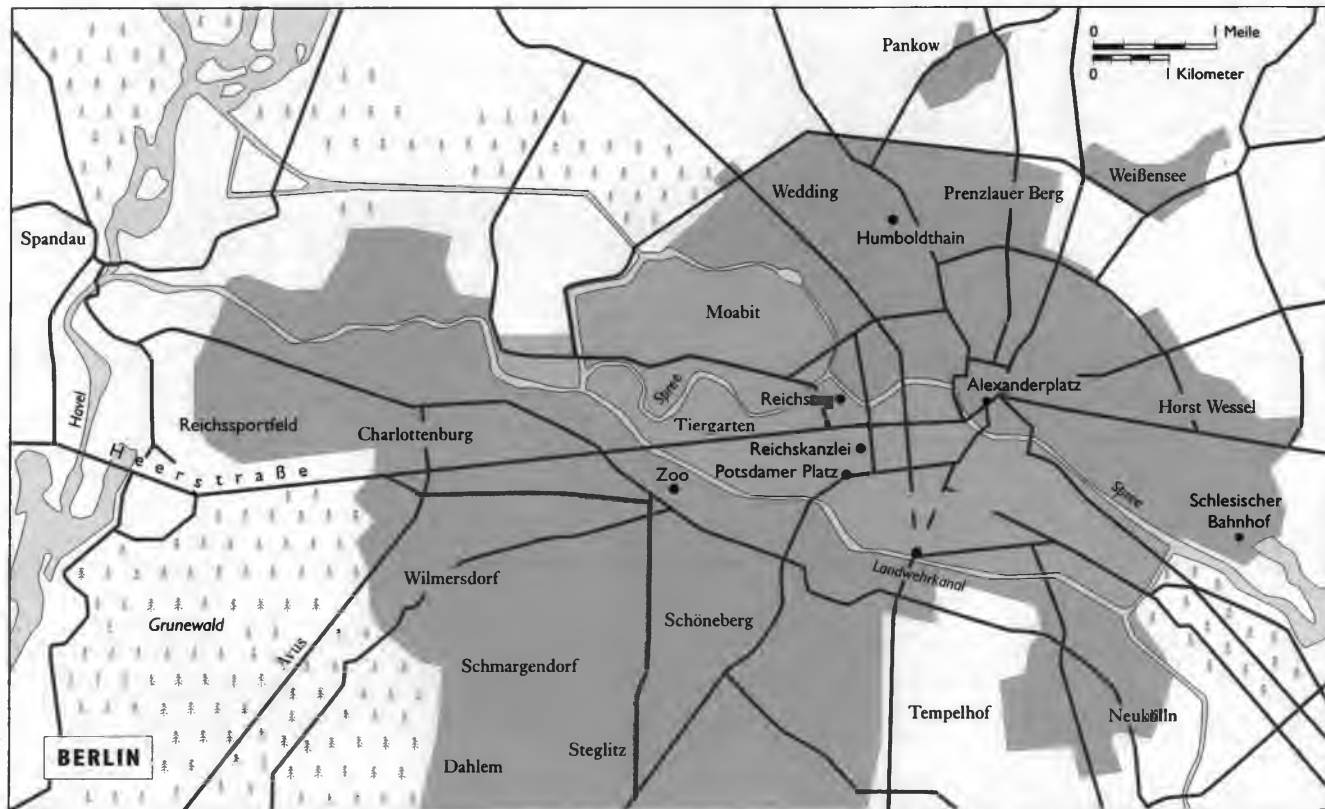 Pankow
0 1 Meile
0 1 Kilometer
Weißensee
Wedding
Prenzlauer Berg
Spandau
Humboldthain
Moabit
Havel
Spree
Alexanderplatz
Horst Wessel
Reichssportfeld
Charlottenburg
Tiergarten
Reichskanzlei
Potsdamer Platz
Heerstraße
Zoo
Spree
Schlesischer
Bahnhof
Wilmersdorf
Landwehrkanal
Grunewald
Schöneberg
Avus
Schmargendorf
Tempelhof
Neukölln
Steglitz
Dahlem
BERLIN